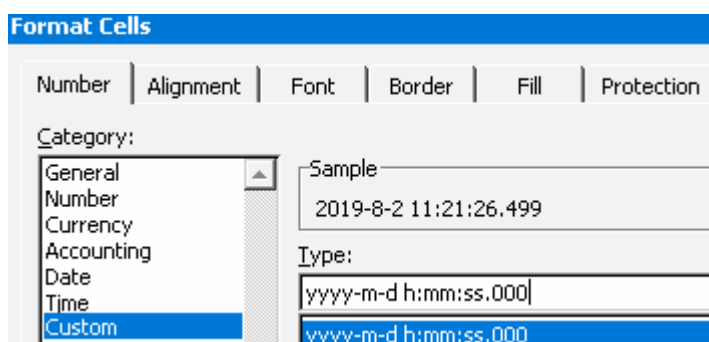 Format Cells
Number Alignment Font Border Fill Protection
Category:
General
Number
Currency
Accounting
Date
Time
Custom
Sample
2019-8-2 11:21:26.499
Type:
yyyy-m-d h:mm:ss.000
yyyy-m-d h:mm:ss.000